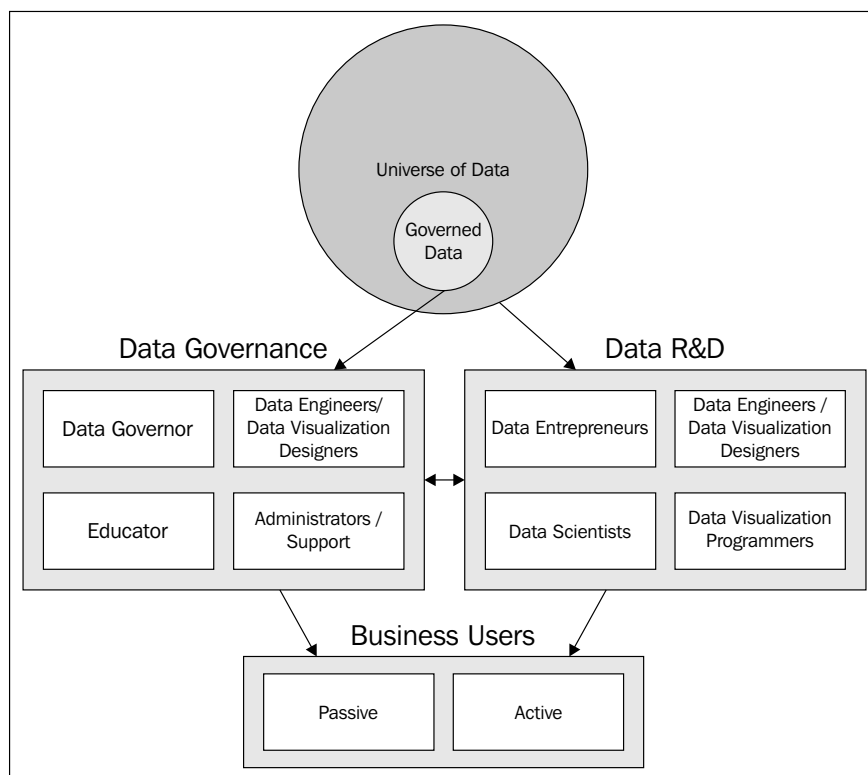 Universe of Data
Governed
Data
Data Governance
Data R&D
Data Governor
Data Engineers/
Data Visualization
Designers
Data Entrepreneurs
Data Engineers /
Data Visualization
Designers
Educator
Administrators /
Support
Data Scientists
Data Visualization
Programmers
Business Users
Passive
Active